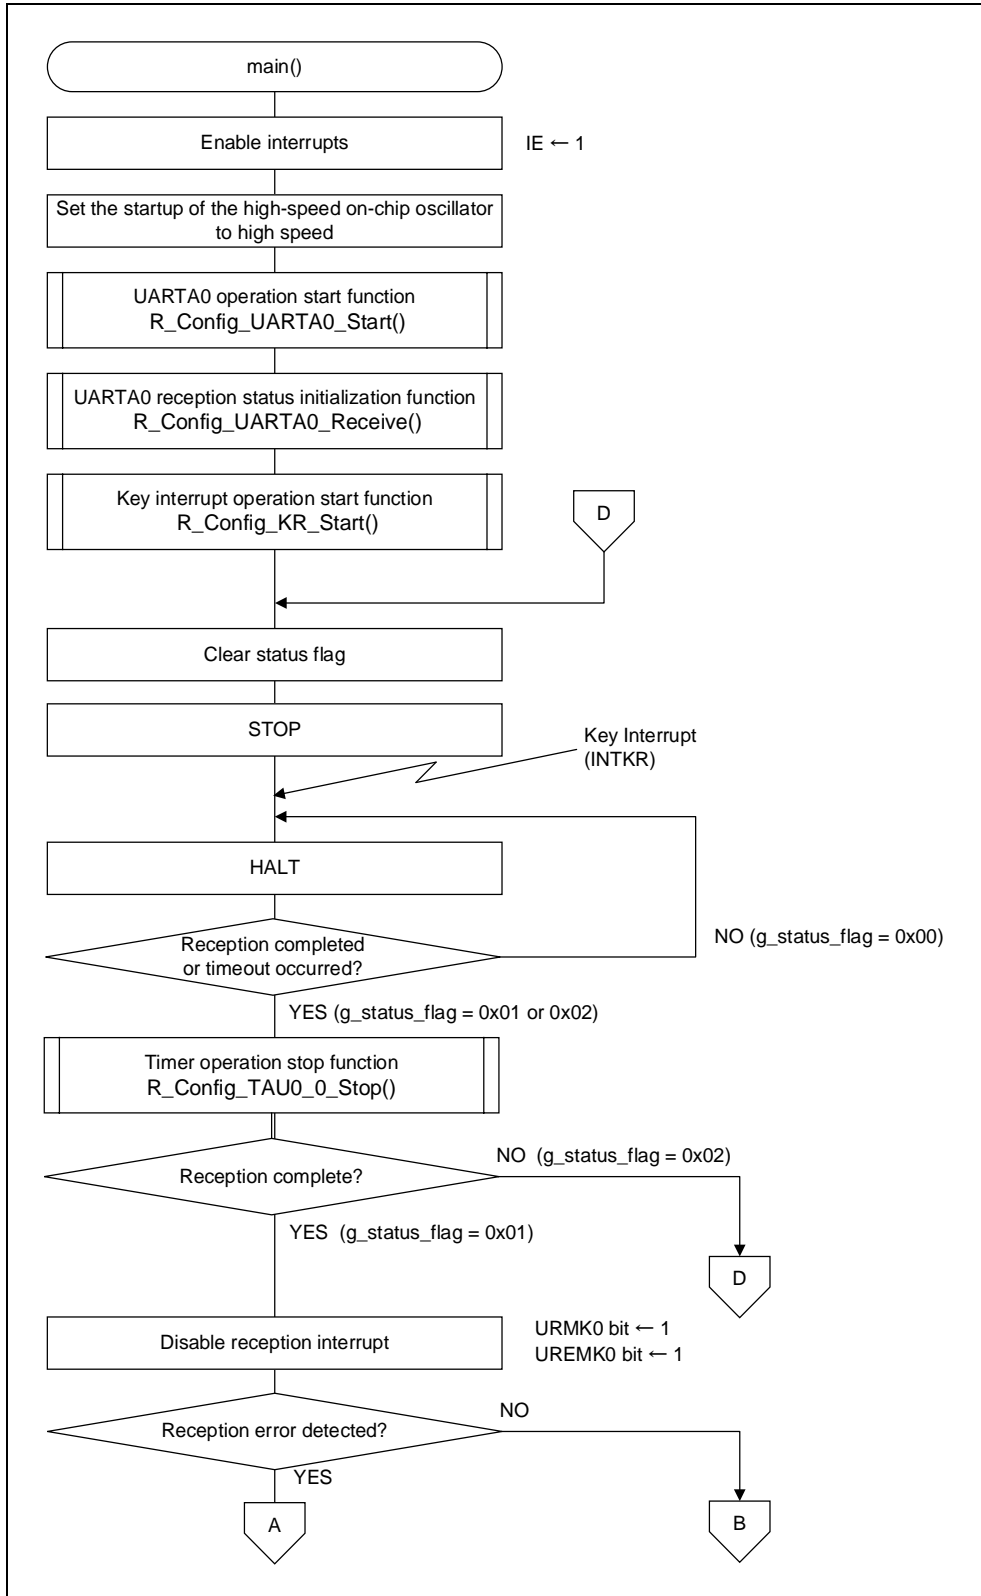 main()
Enable interrupts
IE ← 1
Set the startup of the high-speed on-chip oscillator
to high speed
UARTA0 operation start function
R_Config_UARTA0_Start()
UARTA0 reception status initialization function
R_Config_UARTA0_Receive()
Key interrupt operation start function
R_Config_KR_Start()
D
Clear status flag
STOP
Key Interrupt
(INTKR)
HALT
Reception completed
or timeout occurred?
NO (g_status_flag = 0x00)
YES (g_status_flag = 0x01 or 0x02)
Timer operation stop function
R_Config_TAU0_0_Stop()
Reception complete?
NO (g_status_flag = 0x02)
YES (g_status_flag = 0x01)
D
Disable reception interrupt
URMK0 bit ← 1
UREMK0 bit ← 1
Reception error detected?
NO
YES
A
B